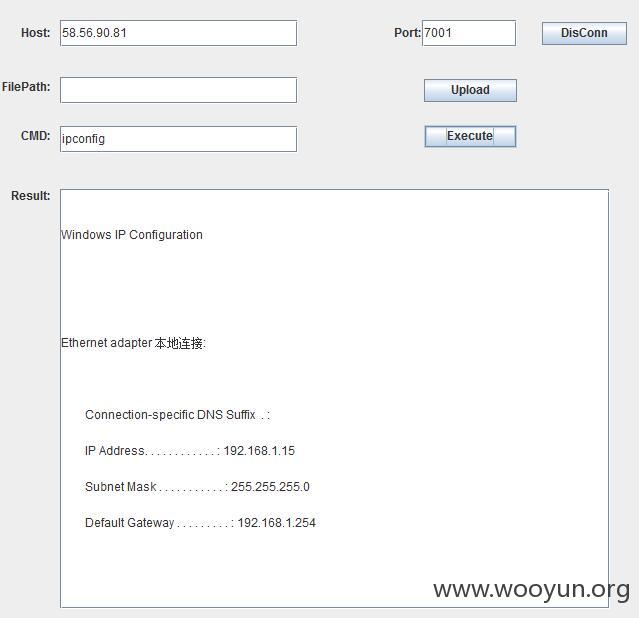 Host: 58.56.90.81 Port: 7001 DisConn
FilePath: Upload
CMD: ipconfig Execute
Result:
Windows IP Configuration
Ethernet adapter 本地连接:
Connection-specific DNS Suffix . :
IP Address. . . . . . . . . . . . : 192.168.1.15
Subnet Mask . . . . . . . . . . . : 255.255.255.0
Default Gateway . . . . . . . . . : 192.168.1.254
www.wooyun.org